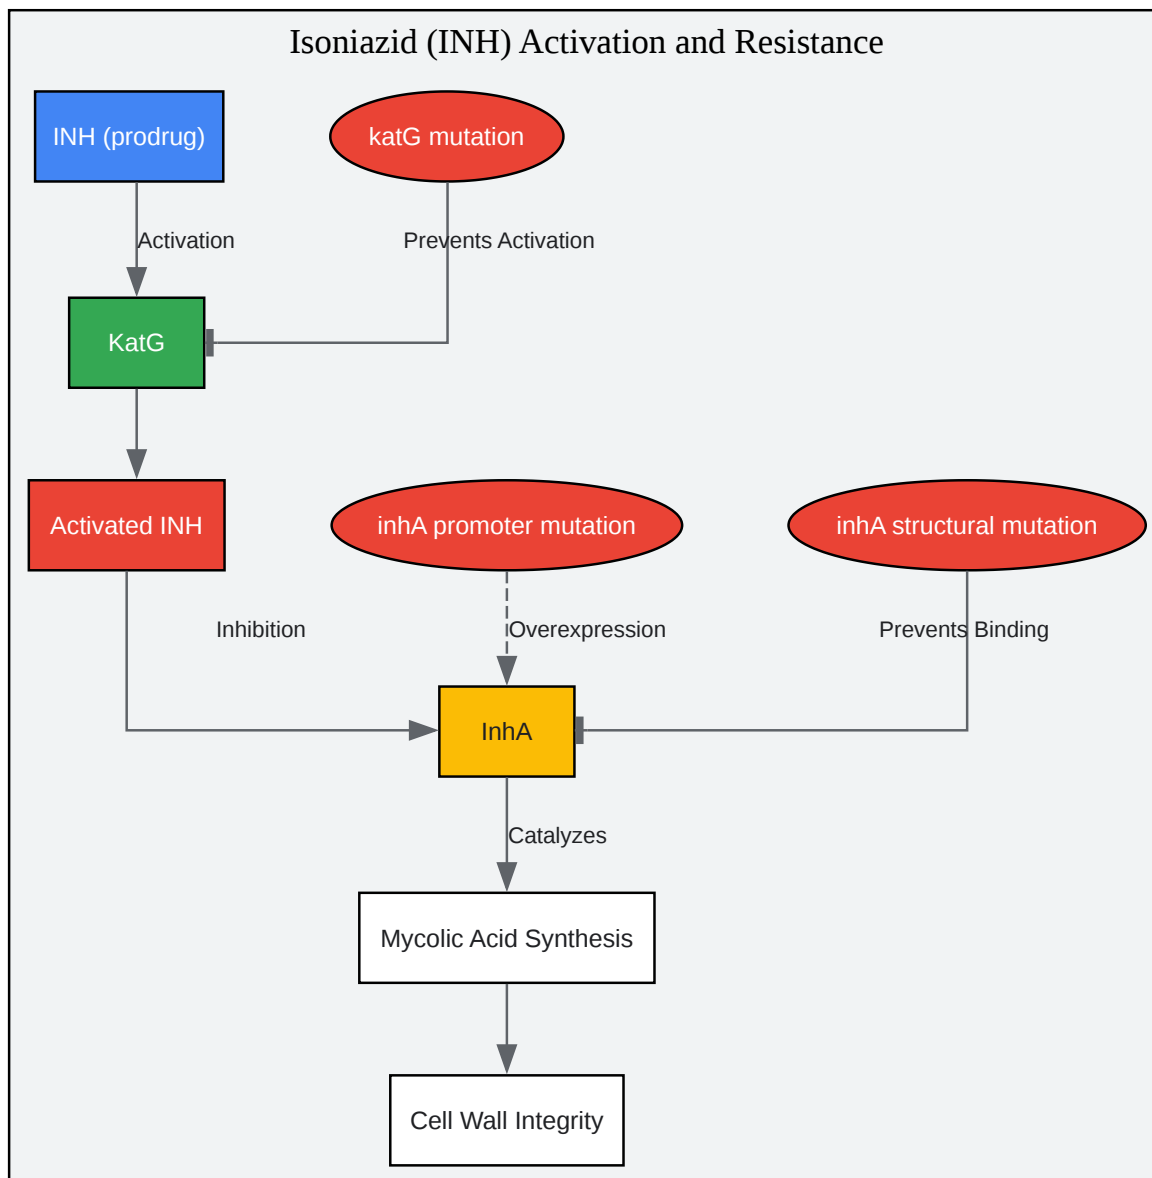 Isoniazid (INH) Activation and Resistance
INH (prodrug)
katG mutation
Activation
Prevents Activation
KatG
Activated INH
inhA promoter mutation
inhA structural mutation
Inhibition
Overexpression
Prevents Binding
InhA
Catalyzes
Mycolic Acid Synthesis
Cell Wall Integrity